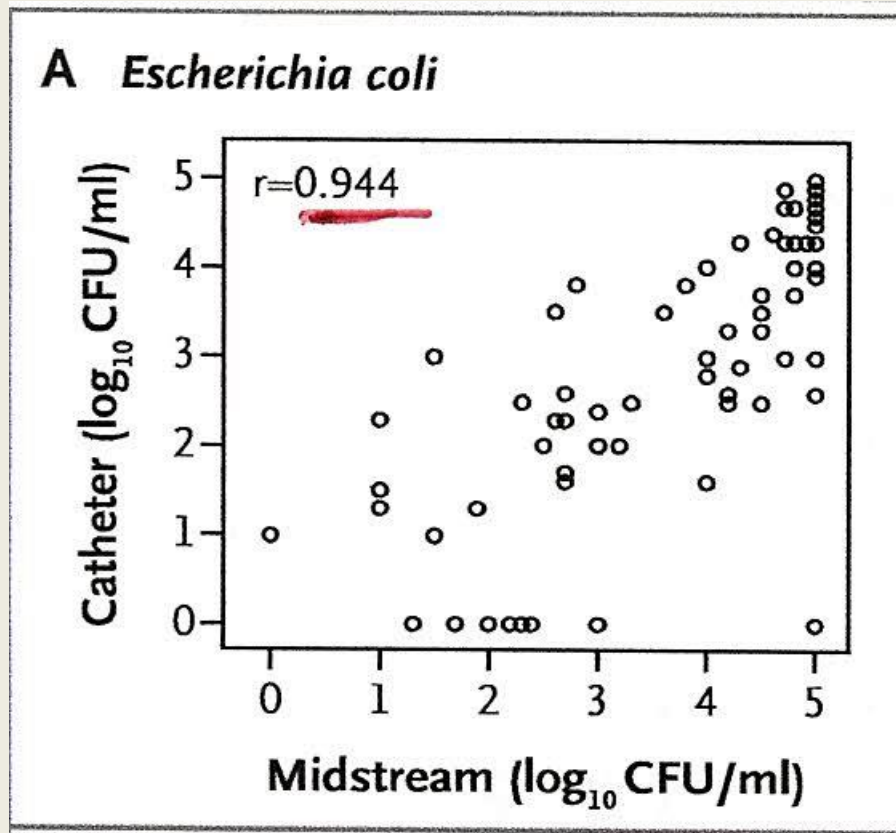 A Escherichia coli
r=0.944
5
4
3
2
1
0
Catheter (log10 CFU/ml)
0 1 2 3 4 5
Midstream (log10 CFU/ml)